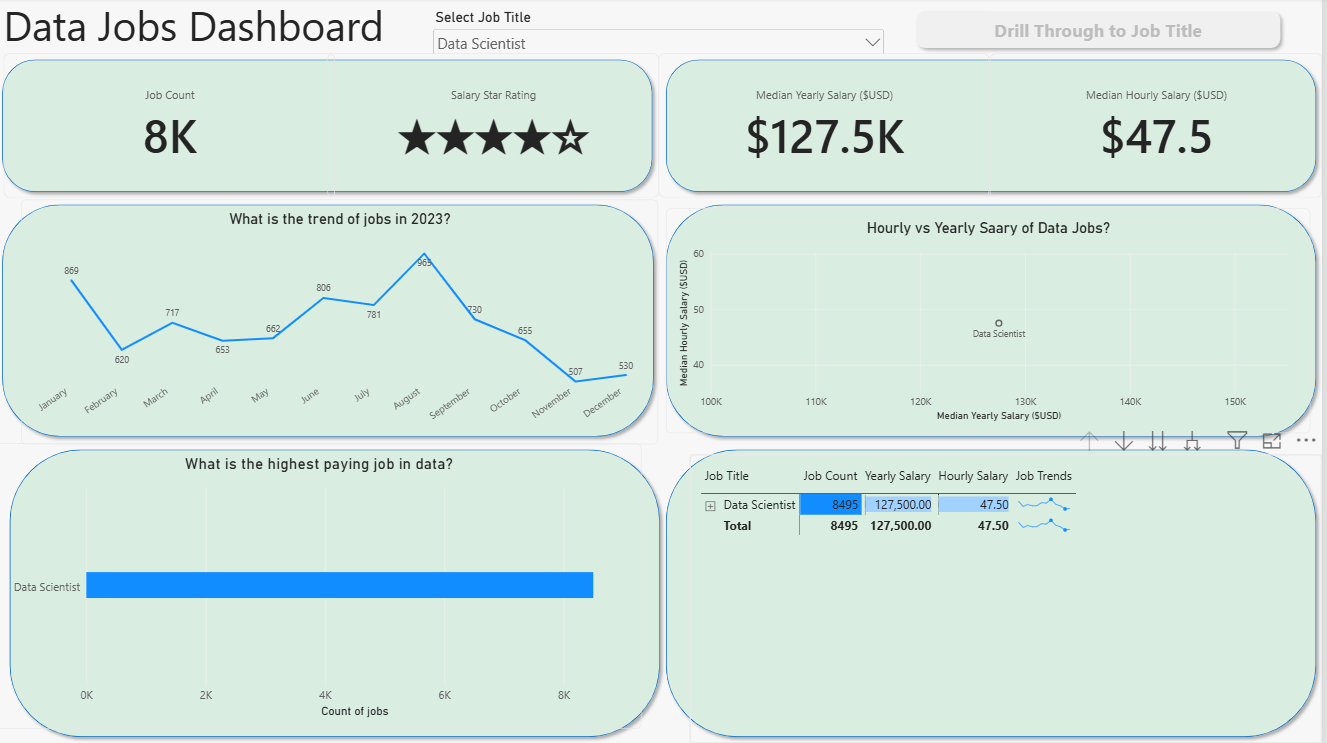 Data Jobs Dashboard
Select Job Title
Data Scientist
Drill Through to Job Title
Job Count
8K
Salary Star Rating
★★★★☆
Median Yearly Salary ($USD)
$127.5K
Median Hourly Salary ($USD)
$47.5
What is the trend of jobs in 2023?
869
620
717
653
662
806
781
965
730
655
507
530
January
February
March
April
May
June
July
August
September
October
November
December
Hourly vs Yearly Saary of Data Jobs?
Median Hourly Salary ($USD)
60
50
40
Data Scientist
100K 110K 120K 130K 140K 150K
Median Yearly Salary ($USD)
What is the highest paying job in data?
Data Scientist
0K 2K 4K 6K 8K
Count of jobs
Job Title Job Count Yearly Salary Hourly Salary Job Trends
Data Scientist 8495 127,500.00 47.50
Total 8495 127,500.00 47.50